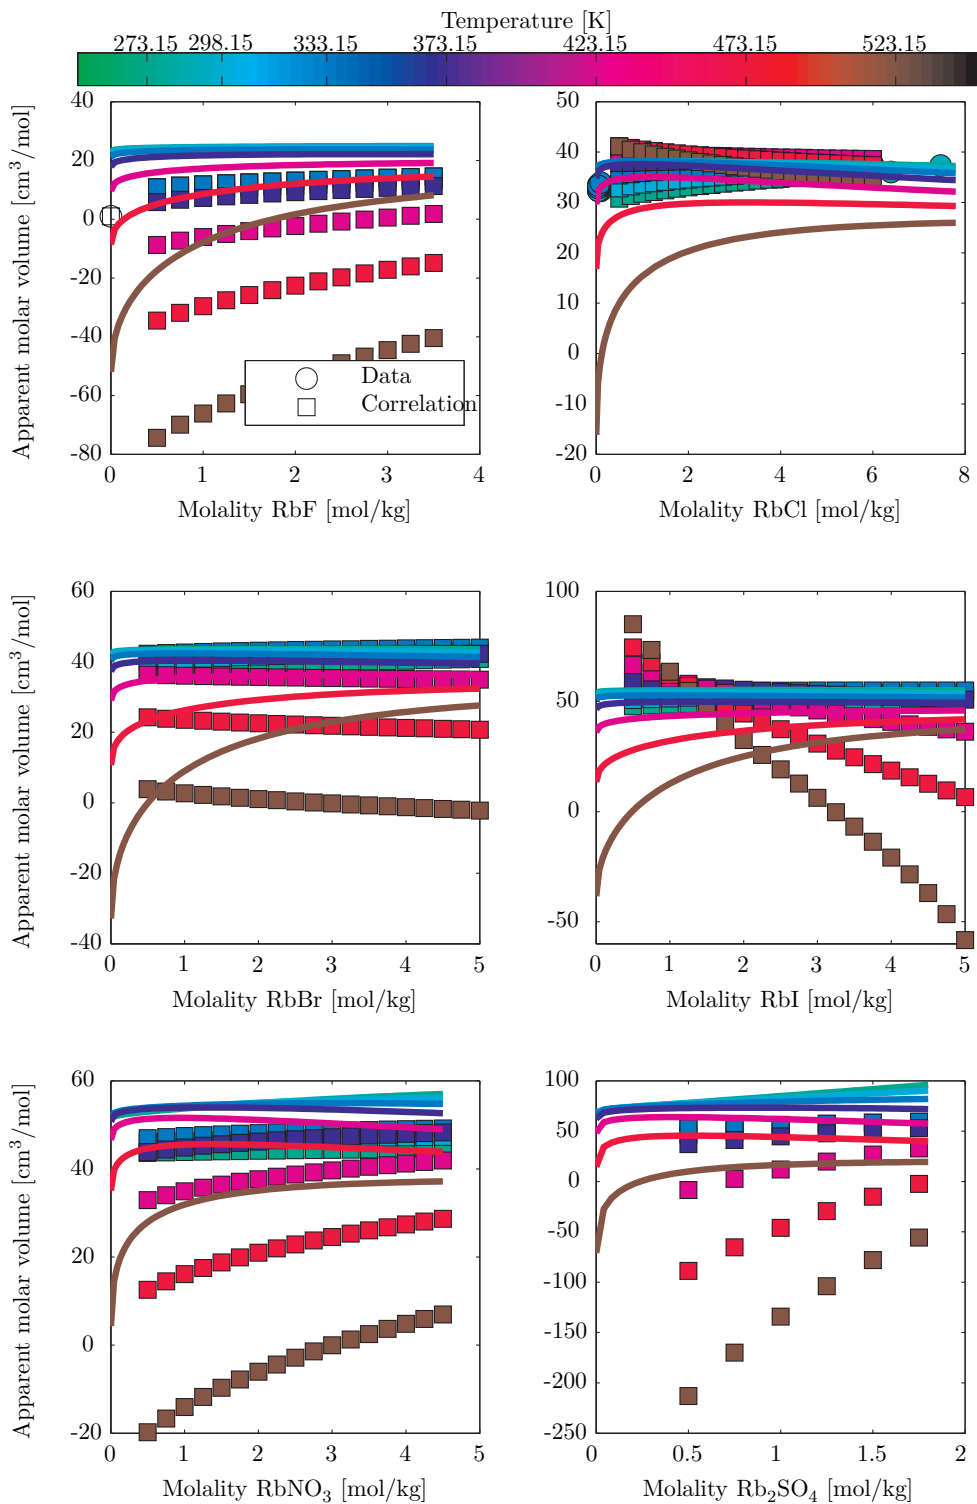 Temperature [K]
273.15 298.15 333.15 373.15 423.15 473.15 523.15
Apparent molar volume [cm³/mol]
40
20
0
-20
-40
-60
-80
0 1 2 3 4
Molality RbF [mol/kg]
Data
Correlation
50
40
30
20
10
0
-10
-20
0 2 4 6 8
Molality RbCl [mol/kg]
Apparent molar volume [cm³/mol]
60
40
20
0
-20
-40
0 1 2 3 4 5
Molality RbBr [mol/kg]
100
50
0
-50
0 1 2 3 4 5
Molality RbI [mol/kg]
Apparent molar volume [cm³/mol]
60
40
20
0
-20
0 1 2 3 4 5
Molality RbNO₃ [mol/kg]
100
50
0
-50
-100
-150
-200
-250
0 0.5 1 1.5 2
Molality Rb₂SO₄ [mol/kg]